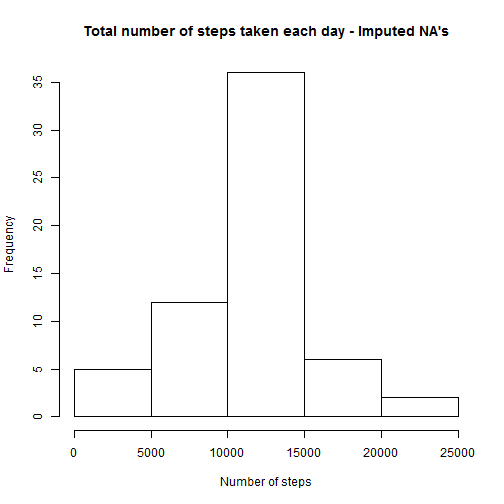 Total number of steps taken each day - Imputed NA's
Frequency
35
30
25
20
15
10
5
0
0 5000 10000 15000 20000 25000
Number of steps